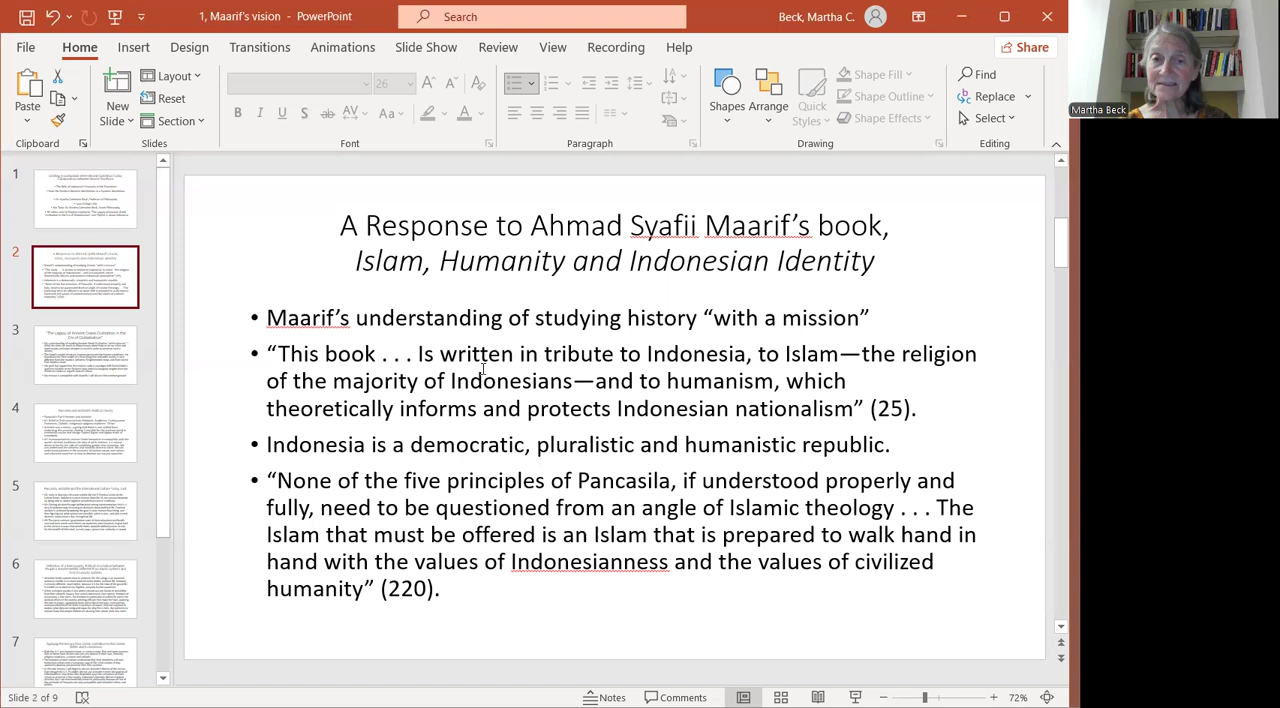 1, Maarif's vision - PowerPoint
Search
Beck, Martha C.
File Home Insert Design Transitions Animations Slide Show Review View Recording Help
Share
Paste
New
Slide
Layout
Reset
Section
26
Shapes
Arrange
Quick
Styles
Shape Fill
Shape Outline
Shape Effects
Find
Replace
Select
Clipboard
Slides
Font
Paragraph
Drawing
Editing
Martha Beck
1
2
3
4
5
6
7
A Response to Ahmad Syafii Maarif's book,
Islam, Humanity and Indonesian Identity
• Maarif's understanding of studying history “with a mission”
• “This book . . . Is written in tribute to Indonesia, to Islam—the religion
of the majority of Indonesians—and to humanism, which
theoretically informs and protects Indonesian nationalism” (25).
• Indonesia is a democratic, pluralistic and humanistic republic.
• “None of the five principles of Pancasila, if understood properly and
fully, need to be questioned from an angle of Islamic theology . . . The
Islam that must be offered is an Islam that is prepared to walk hand in
hand with the values of Indonesianness and the values of civilized
humanity” (220).
Slide 2 of 9
Notes
Comments
72%